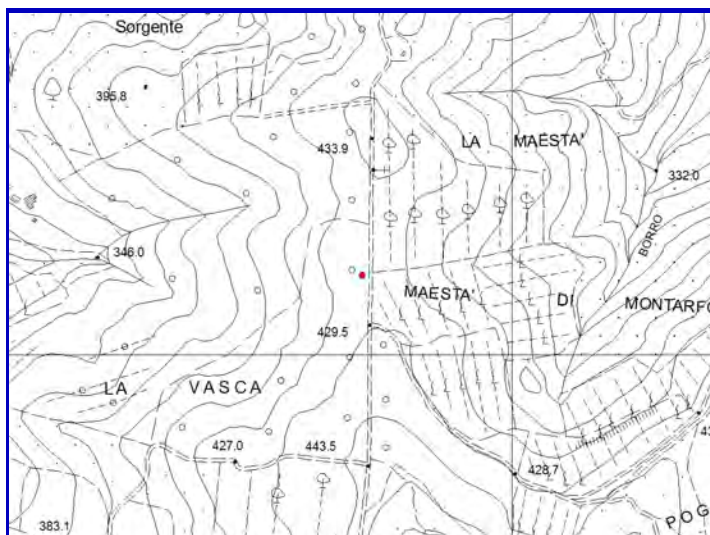 Sorgente
395.8
433.9
LA MAESTA'
332.0
BORRO
346.0
MAESTA' DI MONTARFO
429.5
LA VASCA
427.0
443.5
428.7
383.1
POG